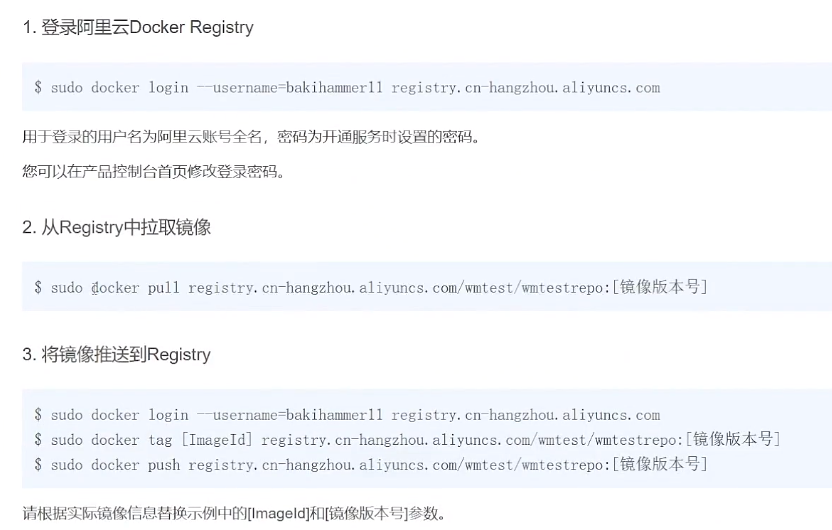 1. 登录阿里云Docker Registry
$ sudo docker login --username=bakihammer11 registry.cn-hangzhou.aliyuncs.com
用于登录的用户名为阿里云账号全名，密码为开通服务时设置的密码。
您可以在产品控制台首页修改登录密码。
2. 从Registry中拉取镜像
$ sudo docker pull registry.cn-hangzhou.aliyuncs.com/wmtest/wmtestrepo:[镜像版本号]
3. 将镜像推送到Registry
$ sudo docker login --username=bakihammer11 registry.cn-hangzhou.aliyuncs.com
$ sudo docker tag [ImageId] registry.cn-hangzhou.aliyuncs.com/wmtest/wmtestrepo:[镜像版本号]
$ sudo docker push registry.cn-hangzhou.aliyuncs.com/wmtest/wmtestrepo:[镜像版本号]
请根据实际镜像信息替换示例中的[ImageId]和[镜像版本号]参数。